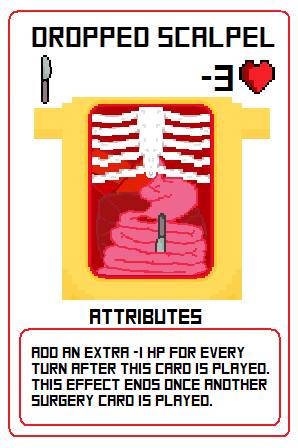 DROPPED SCALPEL
-3
ATTRIBUTES
ADD AN EXTRA -1 HP FOR EVERY
TURN AFTER THIS CARD IS PLAYED.
THIS EFFECT ENDS ONCE ANOTHER
SURGERY CARD IS PLAYED.